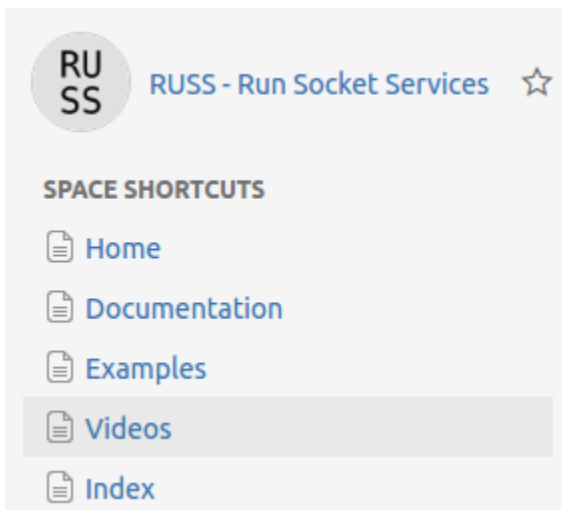 RU
SS
RUSS - Run Socket Services
SPACE SHORTCUTS
Home
Documentation
Examples
Videos
Index